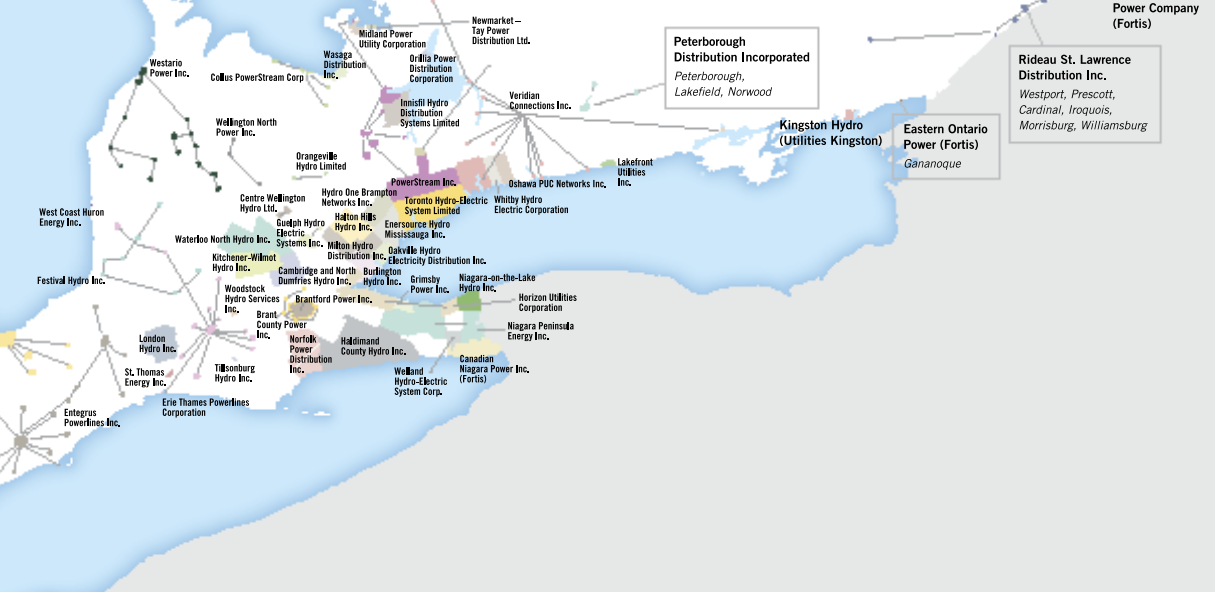 Power Company
(Fortis)
Newmarket –
Tay Power
Distribution Ltd.
Midland Power
Utility Corporation
Peterborough
Distribution Incorporated
Peterborough,
Lakefield, Norwood
Rideau St. Lawrence
Distribution Inc.
Westport, Prescott,
Cardinal, Iroquois,
Morrisburg, Williamsburg
Wasaga
Distribution
Inc.
Orillia Power
Distribution
Corporation
Westario
Power Inc.
Collus PowerStream Corp
Veridian
Connections Inc.
Innisfil Hydro
Distribution
Systems Limited
Wellington North
Power Inc.
Kingston Hydro
(Utilities Kingston)
Eastern Ontario
Power (Fortis)
Gananoque
Orangeville
Hydro Limited
Lakefront
Utilities
Inc.
PowerStream Inc.
Oshawa PUC Networks Inc.
Hydro One Brampton
Networks Inc.
Centre Wellington
Hydro Ltd.
Toronto Hydro-Electric
System Limited
Whitby Hydro
Electric Corporation
West Coast Huron
Energy Inc.
Halton Hills
Hydro Inc.
Guelph Hydro
Electric
Systems Inc.
Enersource Hydro
Mississauga Inc.
Waterloo North Hydro Inc.
Milton Hydro
Distribution Inc.
Oakville Hydro
Electricity Distribution Inc.
Kitchener-Wilmot
Hydro Inc.
Cambridge and North
Dumfries Hydro Inc.
Burlington
Hydro Inc.
Festival Hydro Inc.
Grimsby
Power Inc.
Niagara-on-the-Lake
Hydro Inc.
Woodstock
Hydro Services
Inc.
Brantford Power Inc.
Horizon Utilities
Corporation
Brant
County Power
Inc.
Niagara Peninsula
Energy Inc.
London
Hydro Inc.
Norfolk
Power
Distribution
Inc.
Haldimand
County Hydro Inc.
Canadian
Niagara Power Inc.
(Fortis)
St. Thomas
Energy Inc.
Tillsonburg
Hydro Inc.
Welland
Hydro-Electric
System Corp.
Erie Thames Powerlines
Corporation
Entegrus
Powerlines Inc.